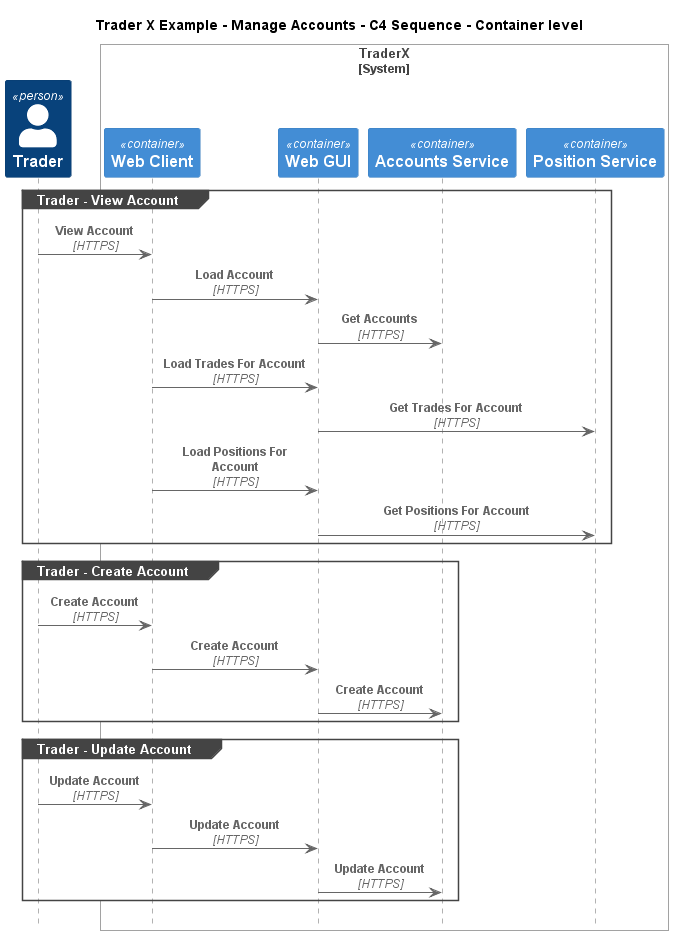 Trader X Example - Manage Accounts - C4 Sequence - Container level
TraderX
[System]
«person»
Trader
«container»
Web Client
«container»
Web GUI
«container»
Accounts Service
«container»
Position Service
Trader - View Account
View Account
[HTTPS]
Load Account
[HTTPS]
Get Accounts
[HTTPS]
Load Trades For Account
[HTTPS]
Get Trades For Account
[HTTPS]
Load Positions For
Account
[HTTPS]
Get Positions For Account
[HTTPS]
Trader - Create Account
Create Account
[HTTPS]
Create Account
[HTTPS]
Create Account
[HTTPS]
Trader - Update Account
Update Account
[HTTPS]
Update Account
[HTTPS]
Update Account
[HTTPS]